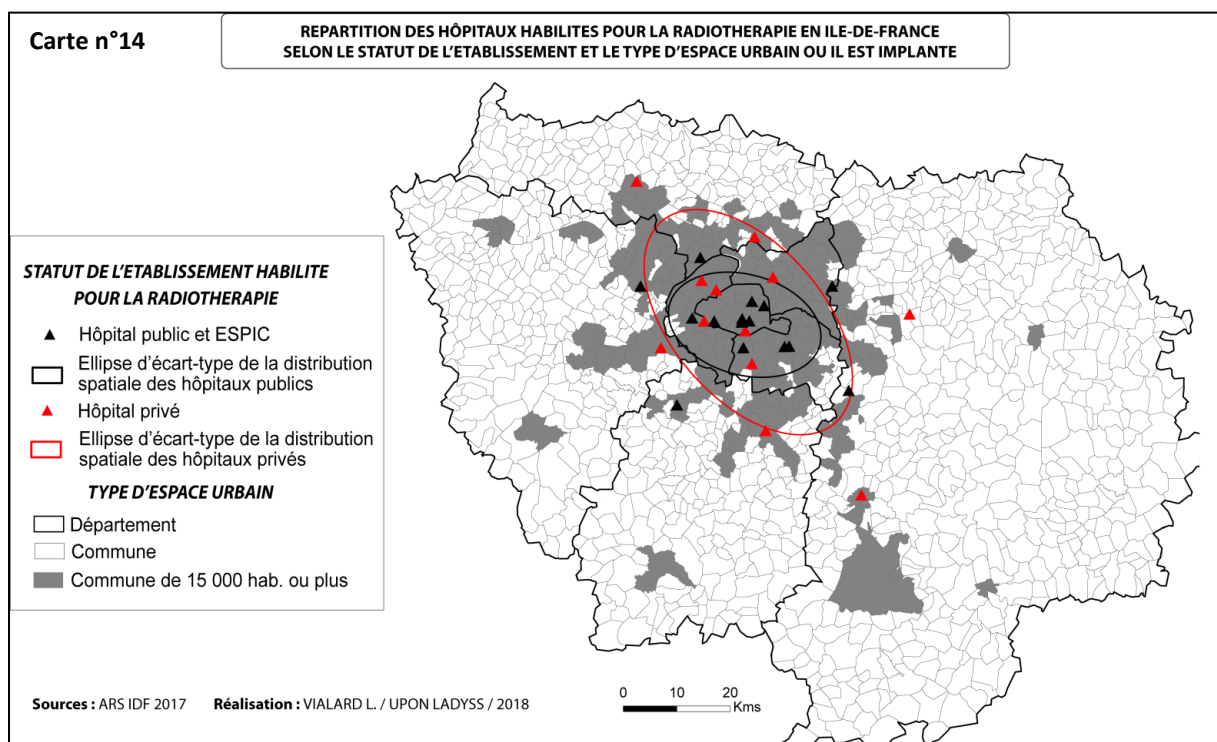 Carte n°14
REPARTITION DES HÔPITAUX HABILITES POUR LA RADIOTHERAPIE EN ILE-DE-FRANCE
SELON LE STATUT DE L'ETABLISSEMENT ET LE TYPE D'ESPACE URBAIN OU IL EST IMPLANTE
STATUT DE L'ETABLISSEMENT HABILITE
POUR LA RADIOTHERAPIE
Hôpital public et ESPIC
Ellipse d'écart-type de la distribution
spatiale des hôpitaux publics
Hôpital privé
Ellipse d'écart-type de la distribution
spatiale des hôpitaux privés
TYPE D'ESPACE URBAIN
Département
Commune
Commune de 15 000 hab. ou plus
Sources : ARS IDF 2017 Réalisation : VIALARD L. / UPON LADYSS / 2018
0 10 20
Kms